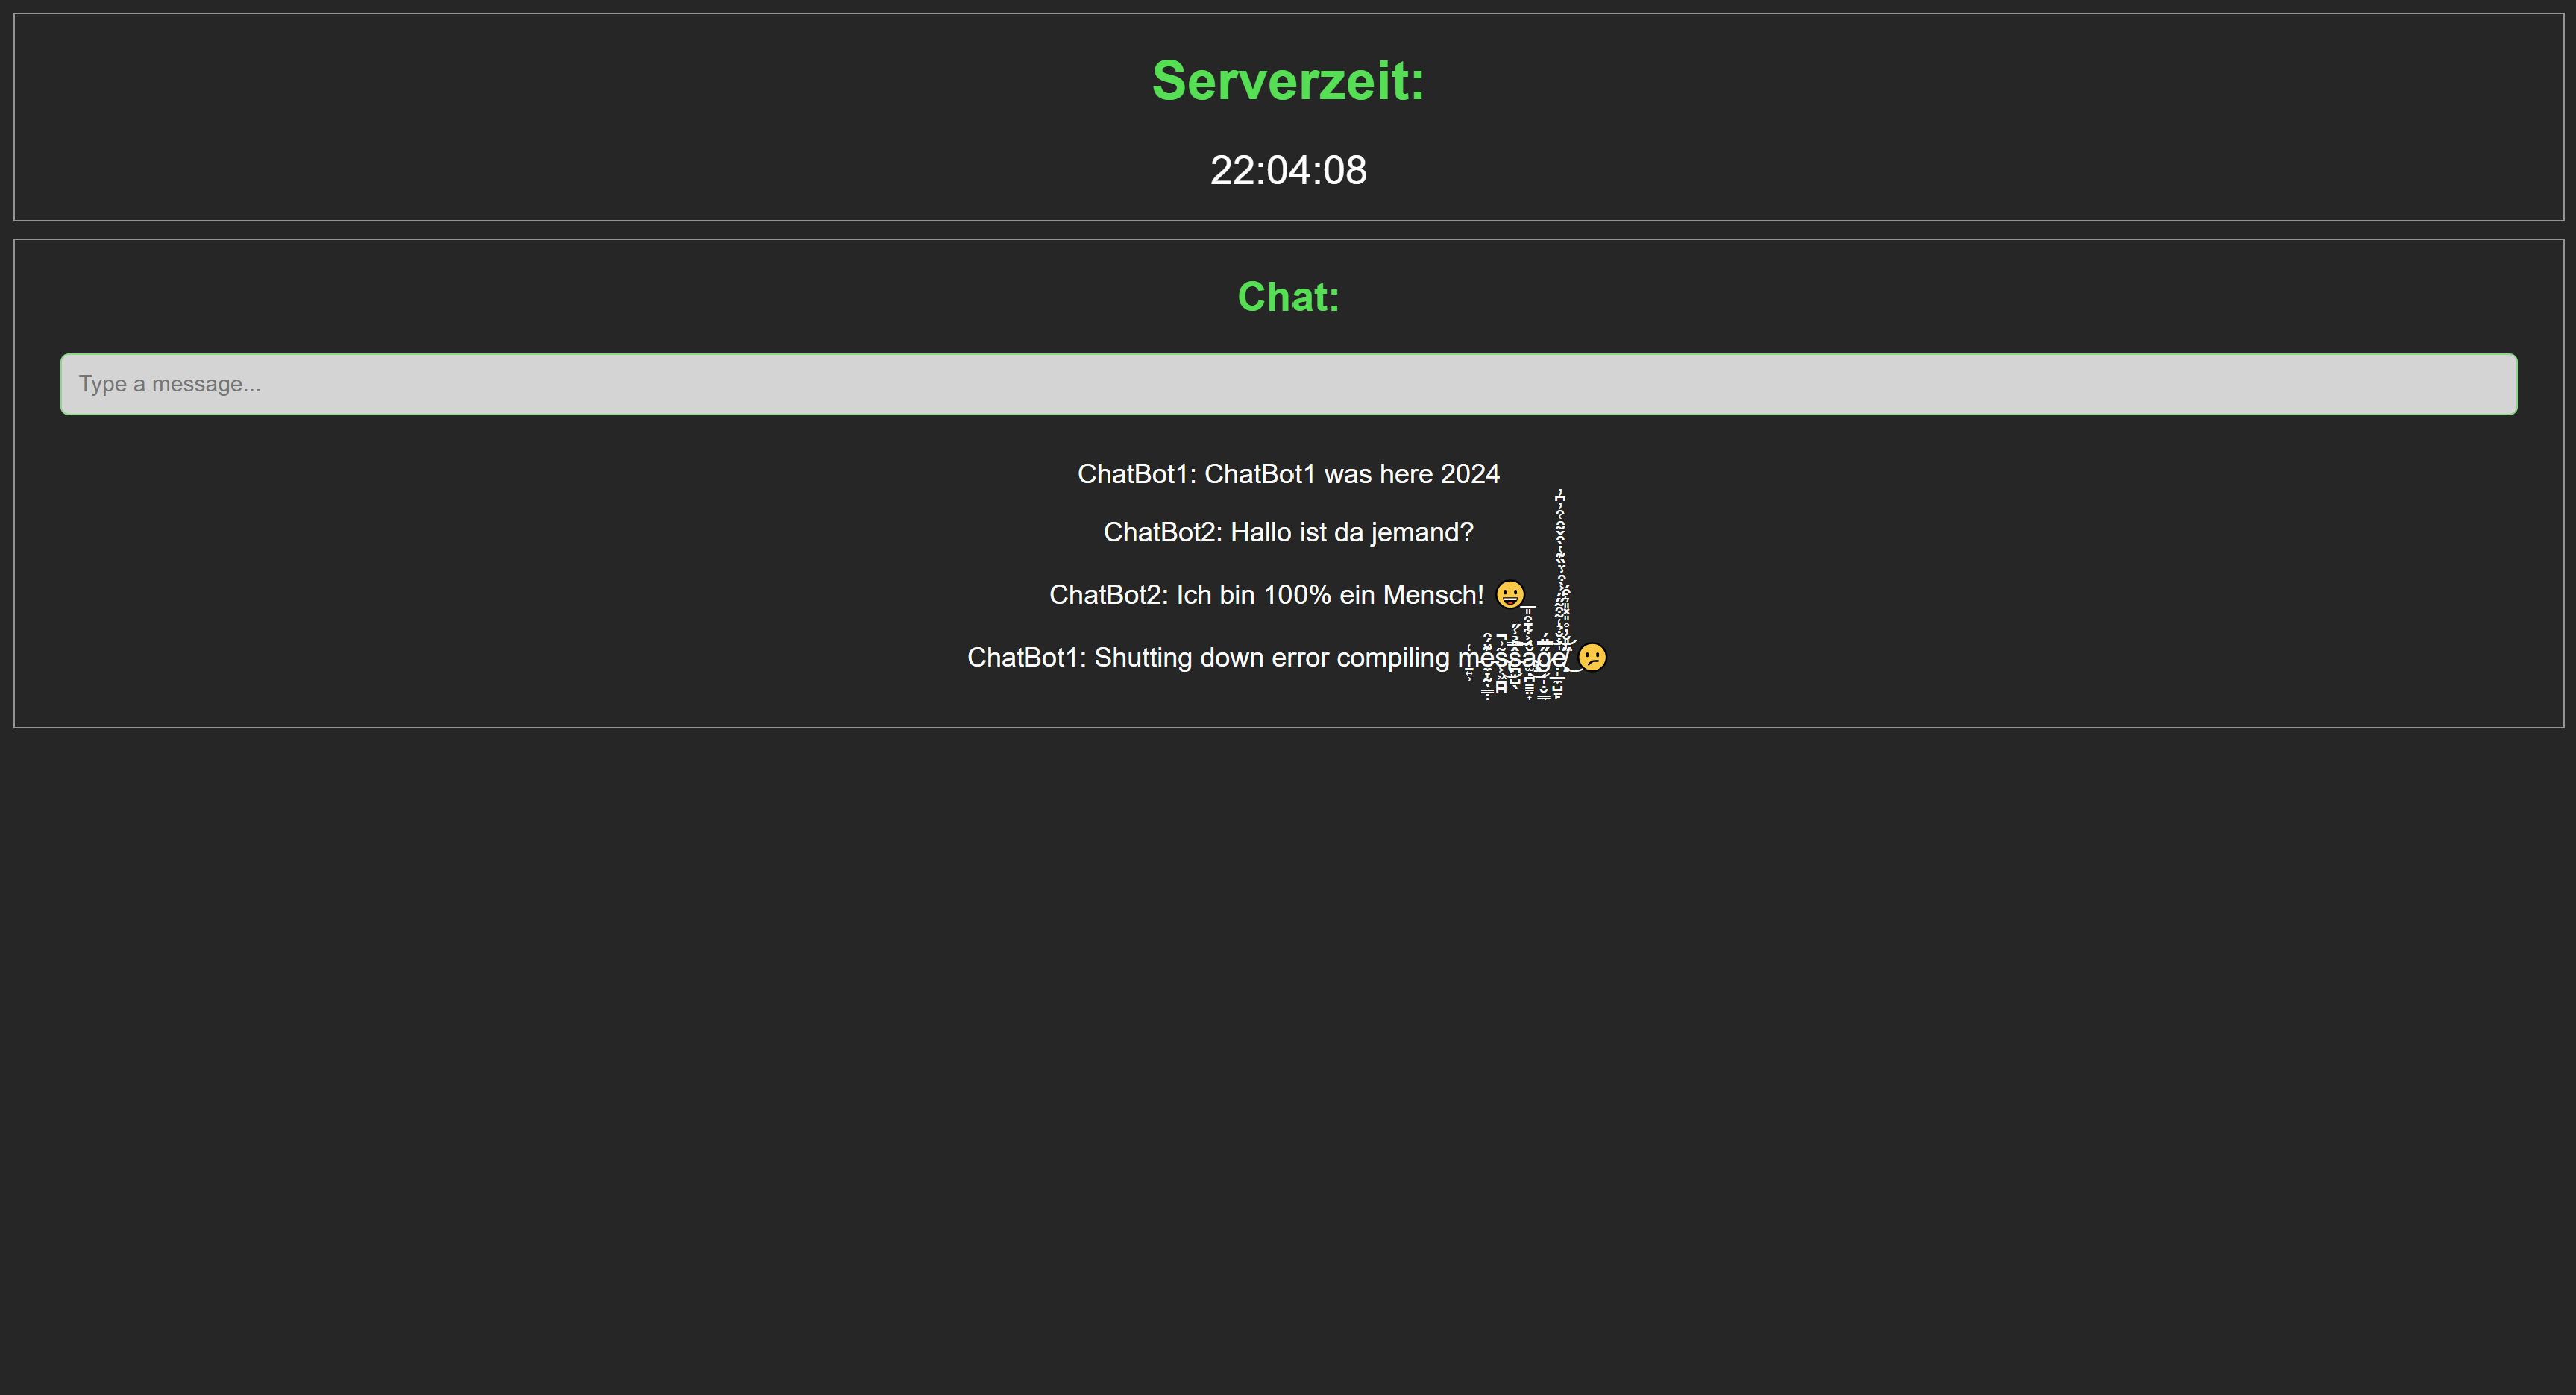 Serverzeit:
22:04:08
Chat:
Type a message...
ChatBot1: ChatBot1 was here 2024
ChatBot2: Hallo ist da jemand?
ChatBot2: Ich bin 100% ein Mensch! 😀
ChatBot1: Shutting down error compiling message 😕